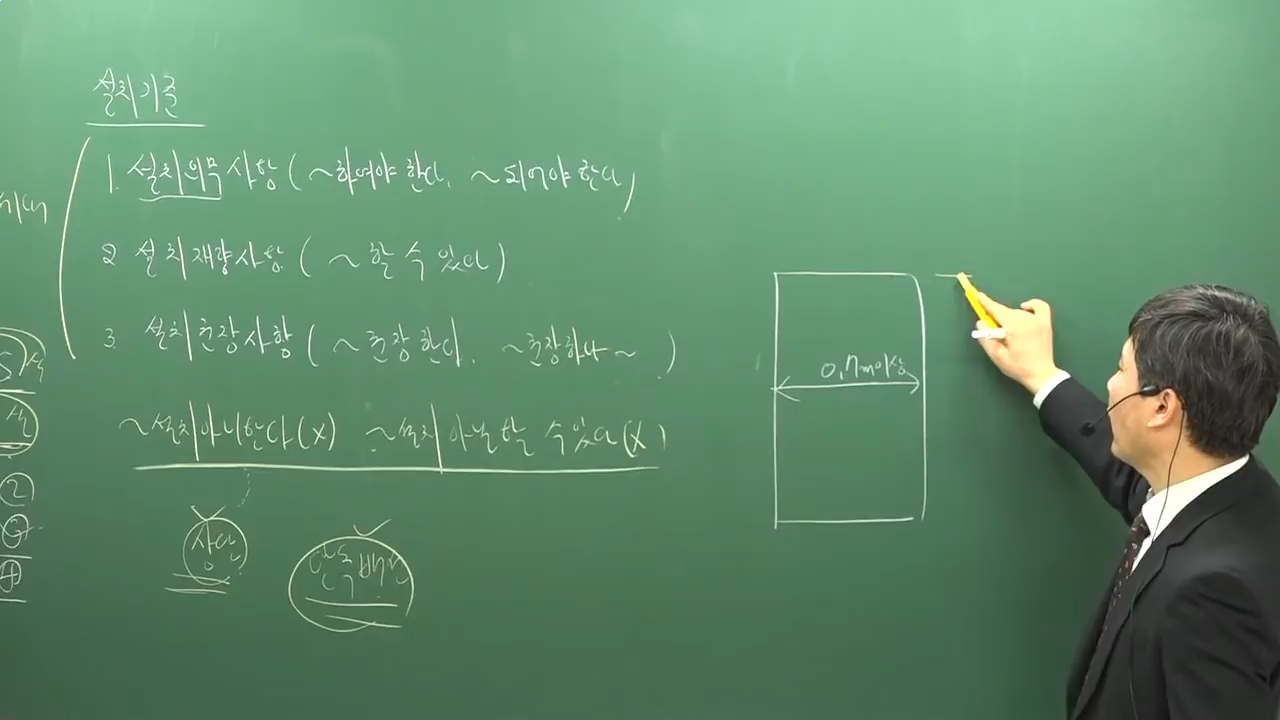 설치기준
1. 설치의무사항 (~하여야 한다. ~되어야 한다)
2 설치재량사항 (~할 수 있다)
3. 설치권장사항 (~권장한다. ~권장하나~ )
~설치아니한다(x) ~설치아니할 수 있다(x)
0.7m이상
②
④